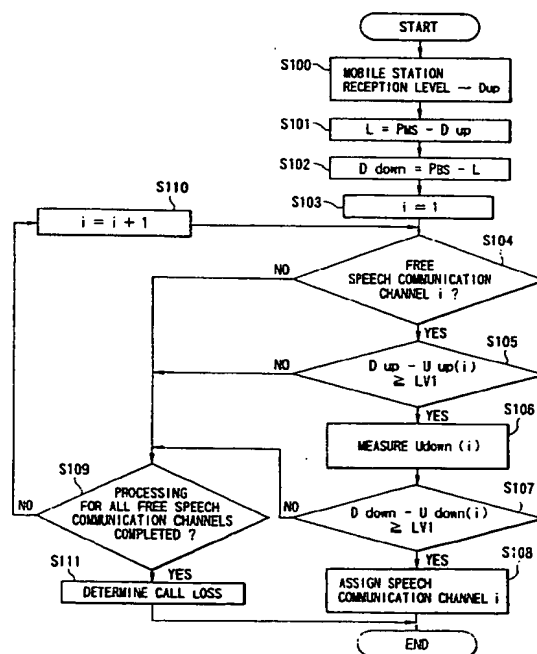 START
S100
MOBILE STATION
RECEPTION LEVEL → Dup
S101
L = PMS - D up
S102
D down = PBS - L
S110
S103
i = i + 1
i = 1
S104
FREE
SPEECH COMMUNICATION
CHANNEL i ?
NO
YES
S105
D up - U up(i)
≥ LV1
NO
YES
S106
MEASURE Udown (i)
S109
PROCESSING
FOR ALL FREE SPEECH
COMMUNICATION CHANNELS
COMPLETED ?
NO
S107
D down - U down(i)
≥ LV1
NO
YES
S111
YES
S108
DETERMINE CALL LOSS
ASSIGN SPEECH
COMMUNICATION CHANNEL i
END